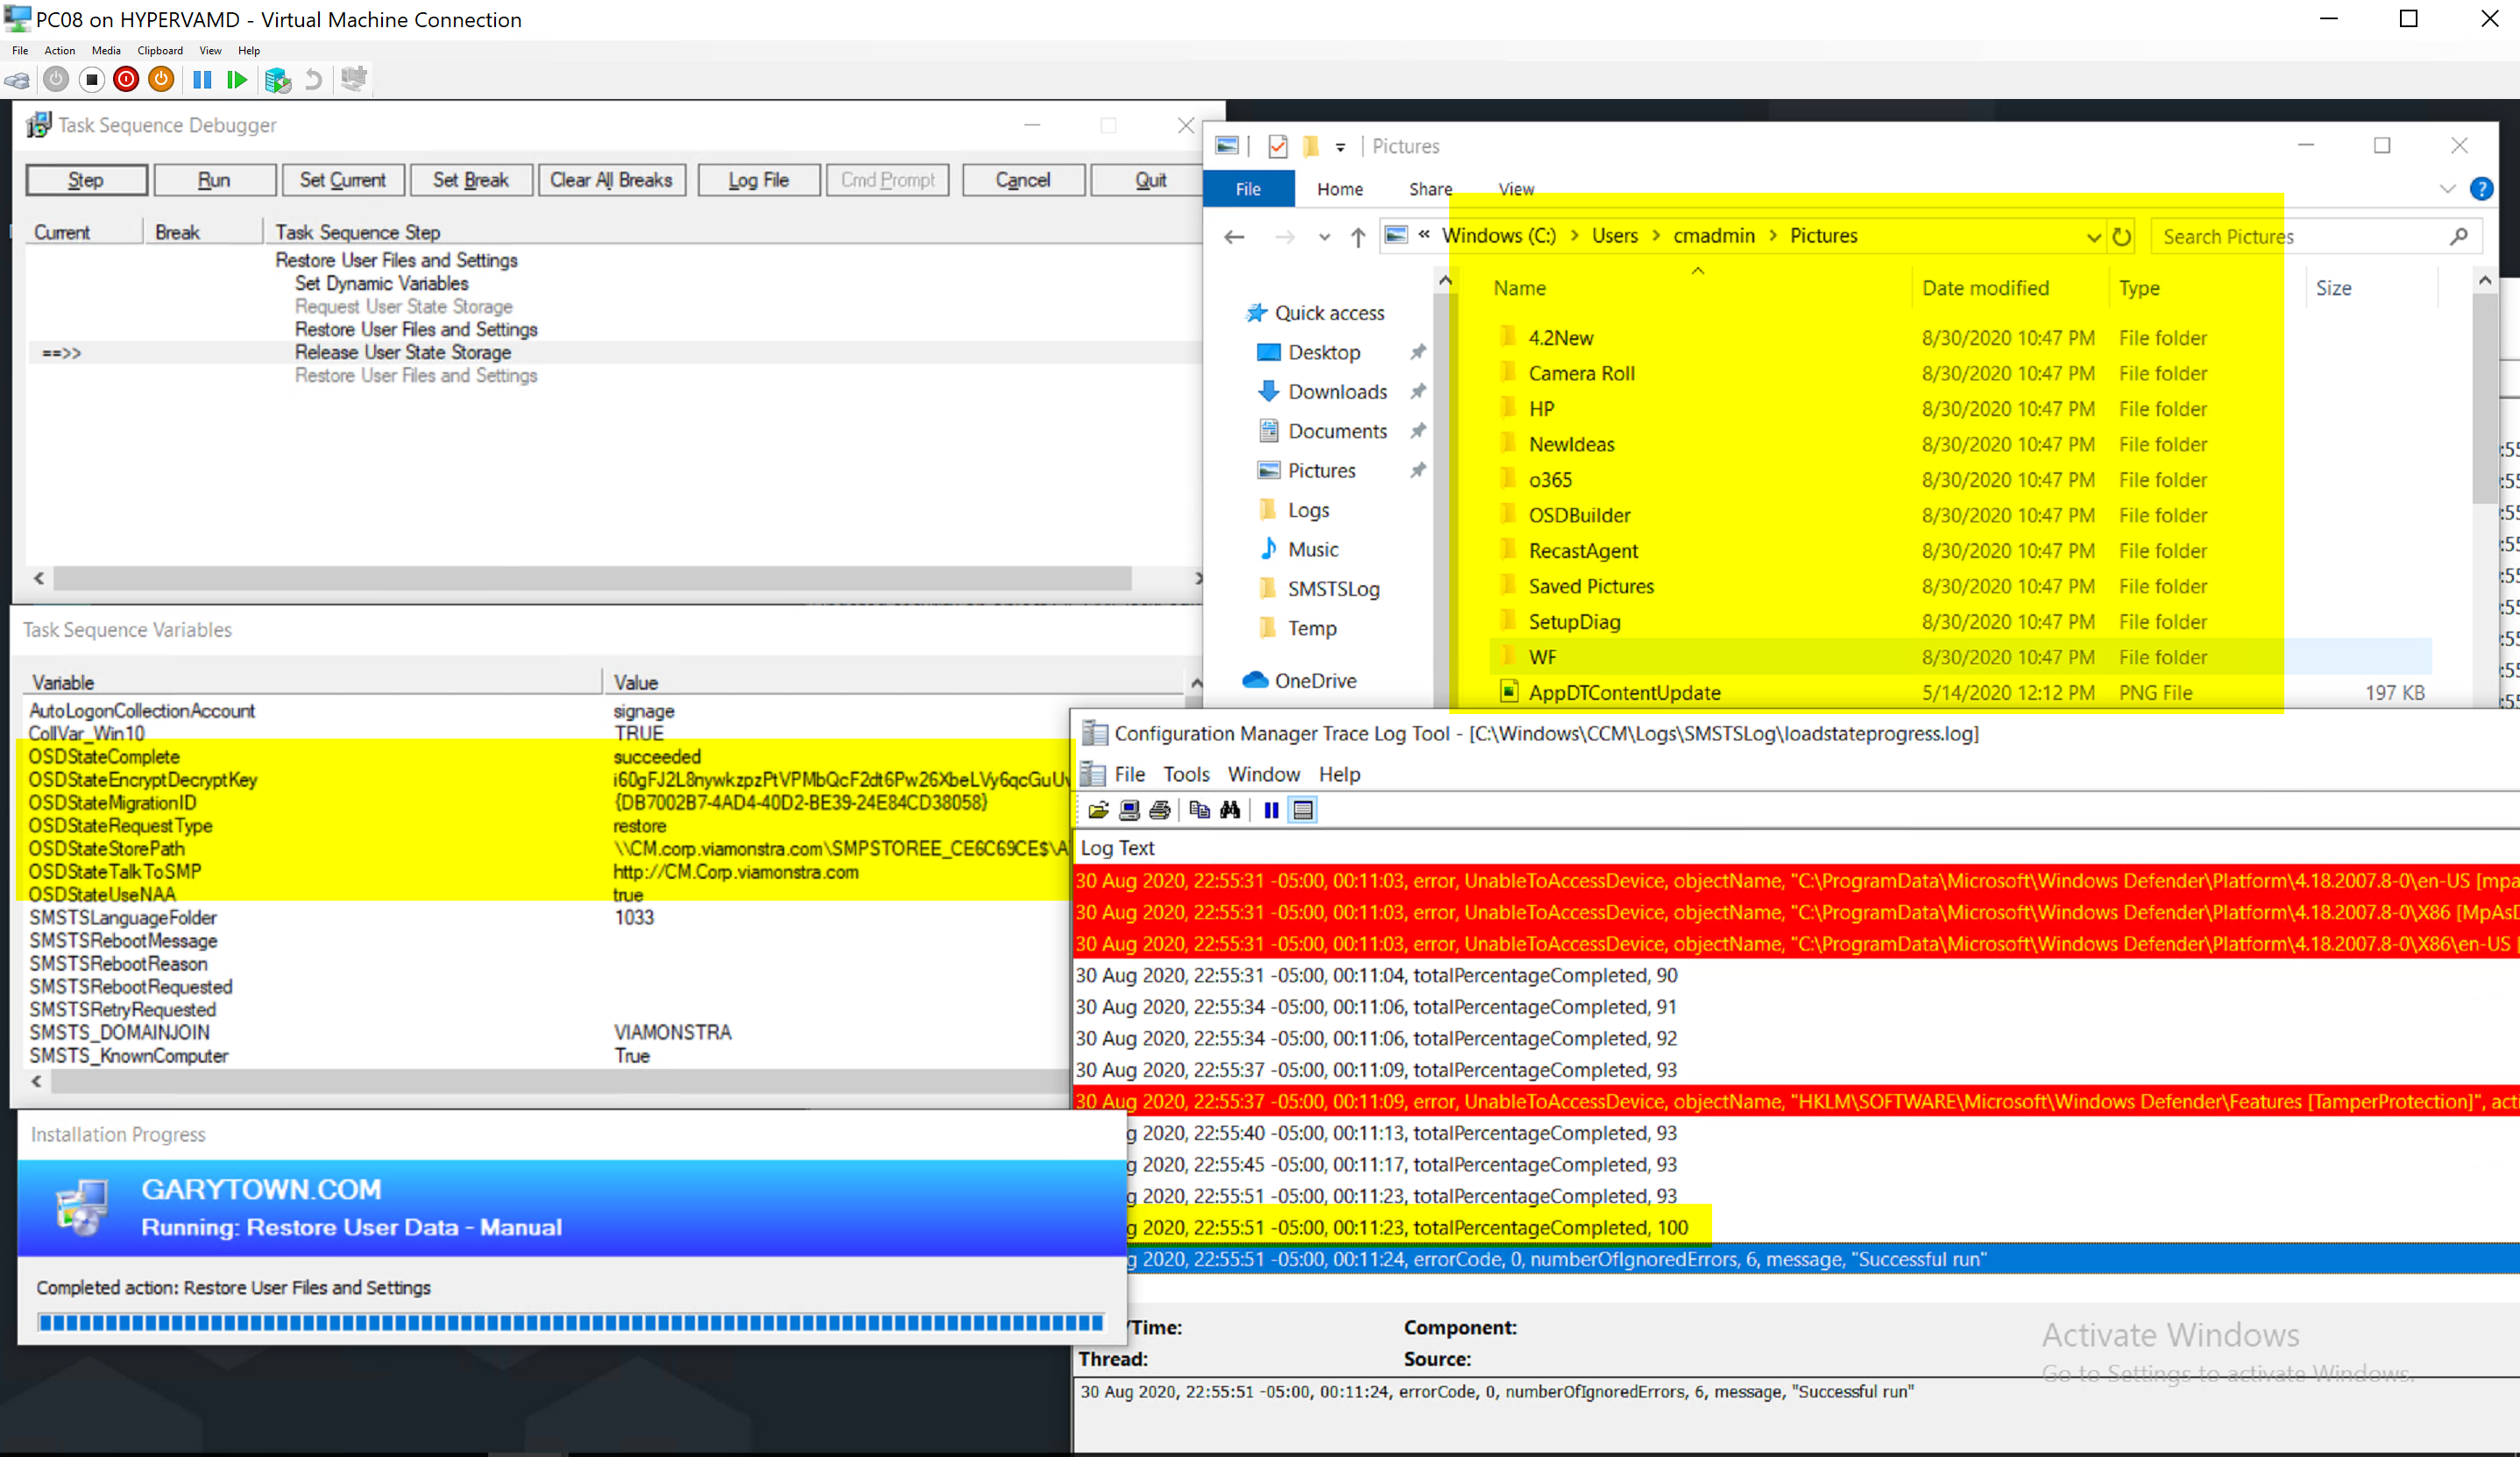 PC08 on HYPERVAMD - Virtual Machine Connection
File Action Media Clipboard View Help
Task Sequence Debugger
Step Run Set Current Set Break Clear All Breaks Log File Cmd Prompt Cancel Quit
Current Break Task Sequence Step
Restore User Files and Settings
Set Dynamic Variables
Request User State Storage
Restore User Files and Settings
==>> Release User State Storage
Restore User Files and Settings
Task Sequence Variables
Variable Value
AutoLogonCollectionAccount signage
CollVar_Win10 TRUE
OSDStateComplete succeeded
OSDStateEncryptDecryptKey
OSDStateMigrationID {DB7002B7-4AD4-40D2-BE39-24E84CD38058}
OSDStateRequestType restore
OSDStateStorePath \\CM.corp.viamonstra.com\SMPSTOREE_CE6C69CE$\A
OSDStateTalkToSMP http://CM.Corp.viamonstra.com
OSDStateUseNAA true
SMSTSLanguageFolder 1033
SMSTSRebootMessage
SMSTSRebootReason
SMSTSRebootRequested
SMSTSRetryRequested
SMSTS_DOMAINJOIN VIAMONSTRA
SMSTS_KnownComputer True
Installation Progress
GARYTOWN.COM
Running: Restore User Data - Manual
Completed action: Restore User Files and Settings
Pictures
File Home Share View
« Windows (C:) > Users > cmadmin > Pictures
Search Pictures
Quick access
Desktop
Downloads
Documents
Pictures
Logs
Music
SMSTSLog
Temp
OneDrive
Name Date modified Type Size
4.2New 8/30/2020 10:47 PM File folder
Camera Roll 8/30/2020 10:47 PM File folder
HP 8/30/2020 10:47 PM File folder
NewIdeas 8/30/2020 10:47 PM File folder
o365 8/30/2020 10:47 PM File folder
OSDBuilder 8/30/2020 10:47 PM File folder
RecastAgent 8/30/2020 10:47 PM File folder
Saved Pictures 8/30/2020 10:47 PM File folder
SetupDiag 8/30/2020 10:47 PM File folder
WF 8/30/2020 10:47 PM File folder
AppDTContentUpdate 5/14/2020 12:12 PM PNG File 197 KB
Configuration Manager Trace Log Tool - [C:\Windows\CCM\Logs\SMSTSLog\loadstateprogress.log]
File Tools Window Help
Log Text
30 Aug 2020, 22:55:31 -05:00, 00:11:03, error, UnableToAccessDevice, objectName, "C:\ProgramData\Microsoft\Windows Defender\Platform\4.18.2007.8-0\en-US [mpa
30 Aug 2020, 22:55:31 -05:00, 00:11:03, error, UnableToAccessDevice, objectName, "C:\ProgramData\Microsoft\Windows Defender\Platform\4.18.2007.8-0\X86 [MpAsD
30 Aug 2020, 22:55:31 -05:00, 00:11:03, error, UnableToAccessDevice, objectName, "C:\ProgramData\Microsoft\Windows Defender\Platform\4.18.2007.8-0\X86\en-US [
30 Aug 2020, 22:55:31 -05:00, 00:11:04, totalPercentageCompleted, 90
30 Aug 2020, 22:55:34 -05:00, 00:11:06, totalPercentageCompleted, 91
30 Aug 2020, 22:55:34 -05:00, 00:11:06, totalPercentageCompleted, 92
30 Aug 2020, 22:55:37 -05:00, 00:11:09, totalPercentageCompleted, 93
30 Aug 2020, 22:55:37 -05:00, 00:11:09, error, UnableToAccessDevice, objectName, "HKLM\SOFTWARE\Microsoft\Windows Defender\Features [TamperProtection]", acti
g 2020, 22:55:40 -05:00, 00:11:13, totalPercentageCompleted, 93
g 2020, 22:55:45 -05:00, 00:11:17, totalPercentageCompleted, 93
g 2020, 22:55:51 -05:00, 00:11:23, totalPercentageCompleted, 93
g 2020, 22:55:51 -05:00, 00:11:23, totalPercentageCompleted, 100
g 2020, 22:55:51 -05:00, 00:11:24, errorCode, 0, numberOfIgnoredErrors, 6, message, "Successful run"
/Time: Component:
Thread: Source:
30 Aug 2020, 22:55:51 -05:00, 00:11:24, errorCode, 0, numberOfIgnoredErrors, 6, message, "Successful run"
Activate Windows
Go to Settings to activate Windows.